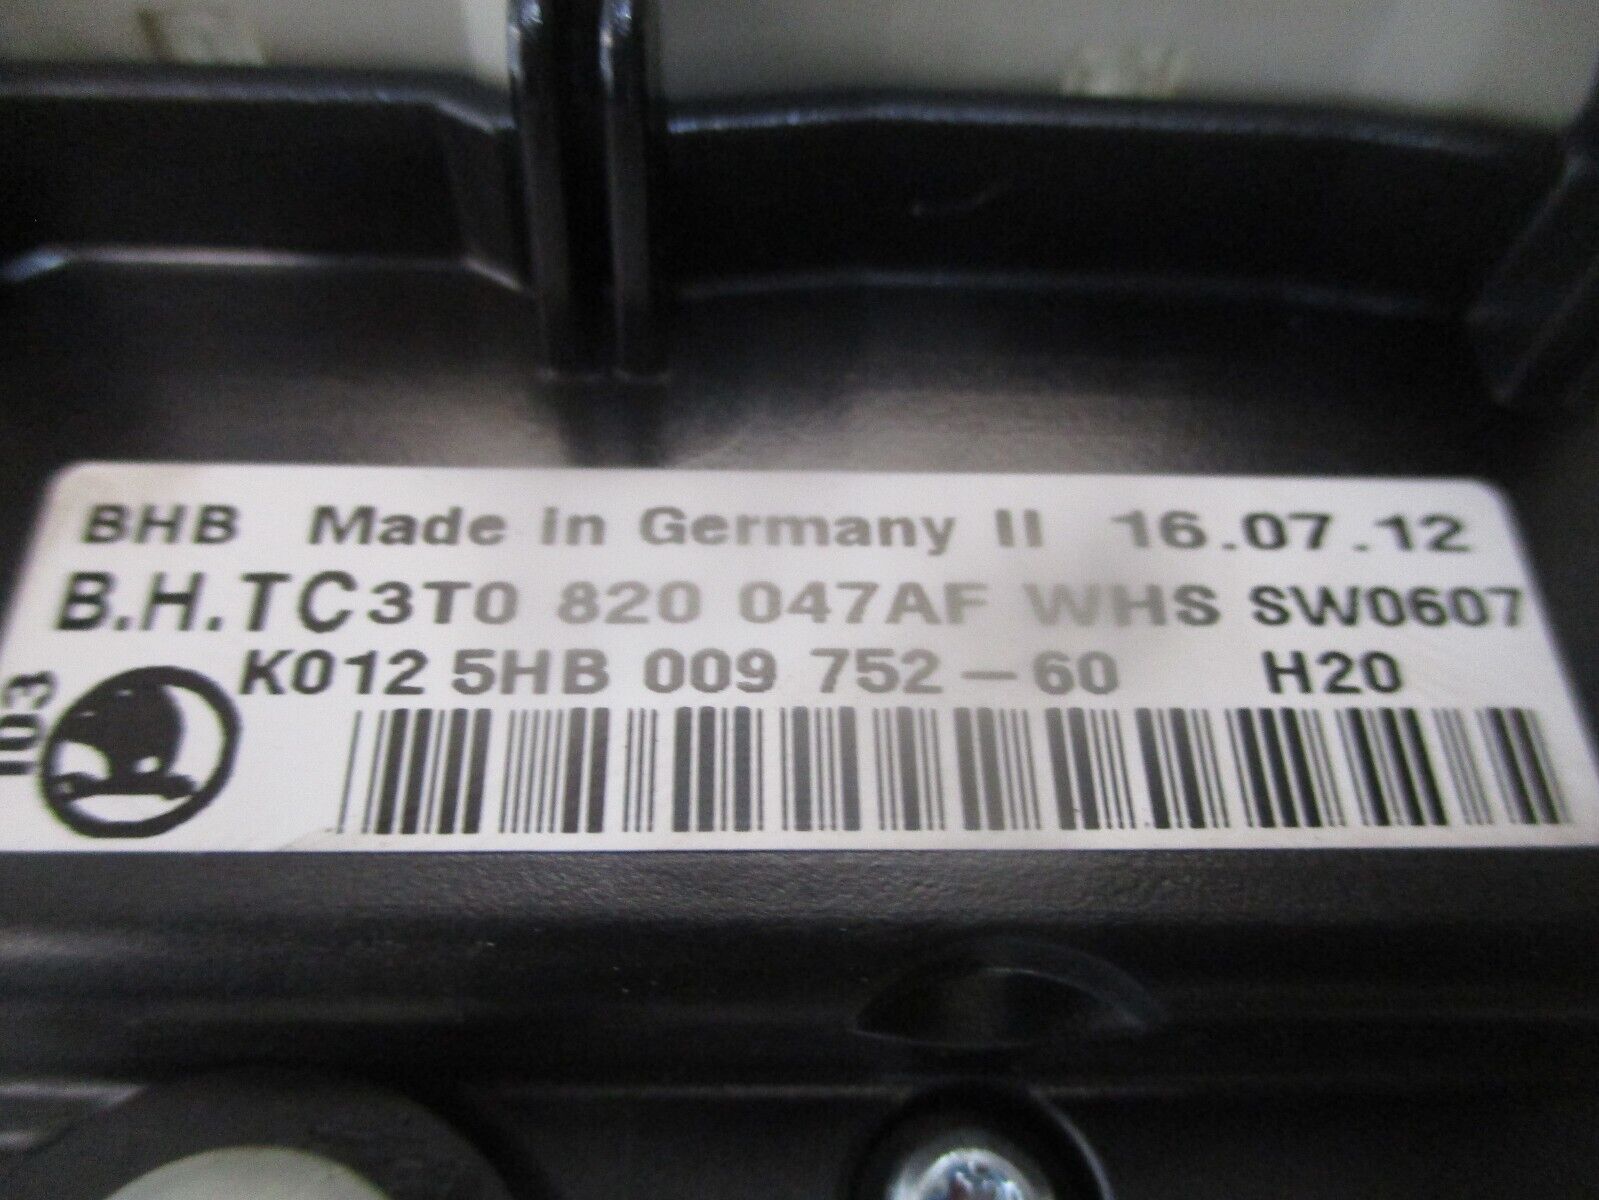 BHB Made in Germany II 16.07.12
B.H.TC3T0 820 047AF WHS SW0607
K012 5HB 009 752-60 H20
103